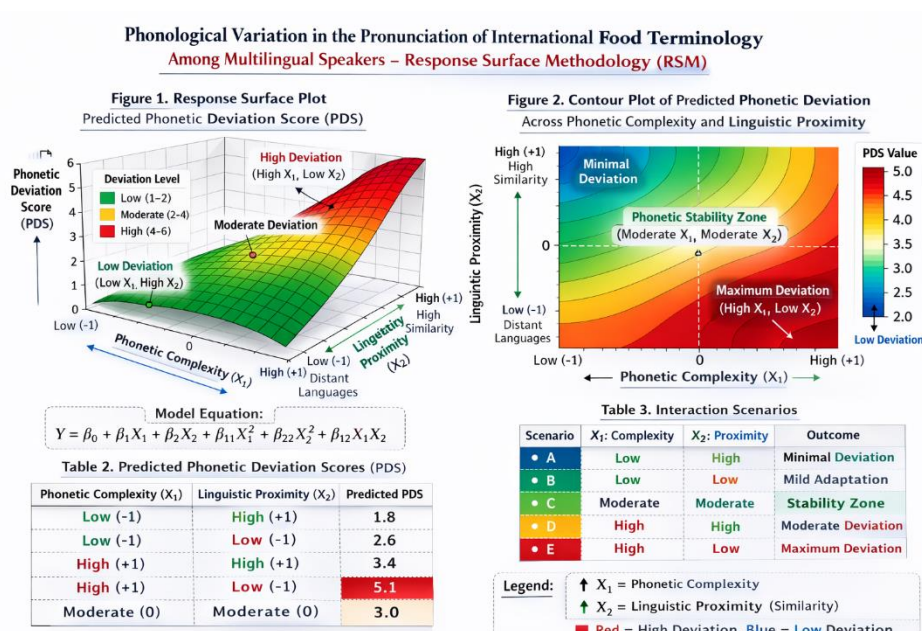 Phonological Variation in the Pronunciation of International Food Terminology
Among Multilingual Speakers – Response Surface Methodology (RSM)
Figure 1. Response Surface Plot
Predicted Phonetic Deviation Score (PDS)
Phonetic
Deviation
Score
(PDS)
6
5
4
3
2
1
0
Deviation Level
Low (1–2)
Moderate (2–4)
High (4–6)
High Deviation
(High X₁, Low X₂)
Moderate Deviation
Low Deviation
(Low X₁, High X₂)
Low (-1)
0
High (+1)
Phonetic Complexity (X₁)
Low (-1)
Distant
Languages
High (+1)
High
Similarity
Proximity
(X₂)
Model Equation:
Y = β₀ + β₁X₁ + β₂X₂ + β₁₁X₁² + β₂₂X₂² + β₁₂X₁X₂
Table 2. Predicted Phonetic Deviation Scores (PDS)
Phonetic Complexity (X₁) Linguistic Proximity (X₂) Predicted PDS
Low (-1) High (+1) 1.8
Low (-1) Low (-1) 2.6
High (+1) High (+1) 3.4
High (+1) Low (-1) 5.1
Moderate (0) Moderate (0) 3.0
Figure 2. Contour Plot of Predicted Phonetic Deviation
Across Phonetic Complexity and Linguistic Proximity
High (+1)
High
Similarity
0
Low (-1)
Distant
Languages
Proximity (X₂)
Minimal
Deviation
Phonetic Stability Zone
(Moderate X₁, Moderate X₂)
Maximum Deviation
(High X₁, Low X₂)
Low (-1)
0
High (+1)
Phonetic Complexity (X₁)
PDS Value
5.0
4.5
4.0
3.5
3.0
2.5
2.0
Low Deviation
Table 3. Interaction Scenarios
Scenario X₁: Complexity X₂: Proximity Outcome
• A Low High Minimal Deviation
• B Low Low Mild Adaptation
• C Moderate Moderate Stability Zone
• D High High Moderate Deviation
• E High Low Maximum Deviation
Legend:
↑ X₁ = Phonetic Complexity
↑ X₂ = Linguistic Proximity (Similarity)
Red = High Deviation, Blue = Low Deviation